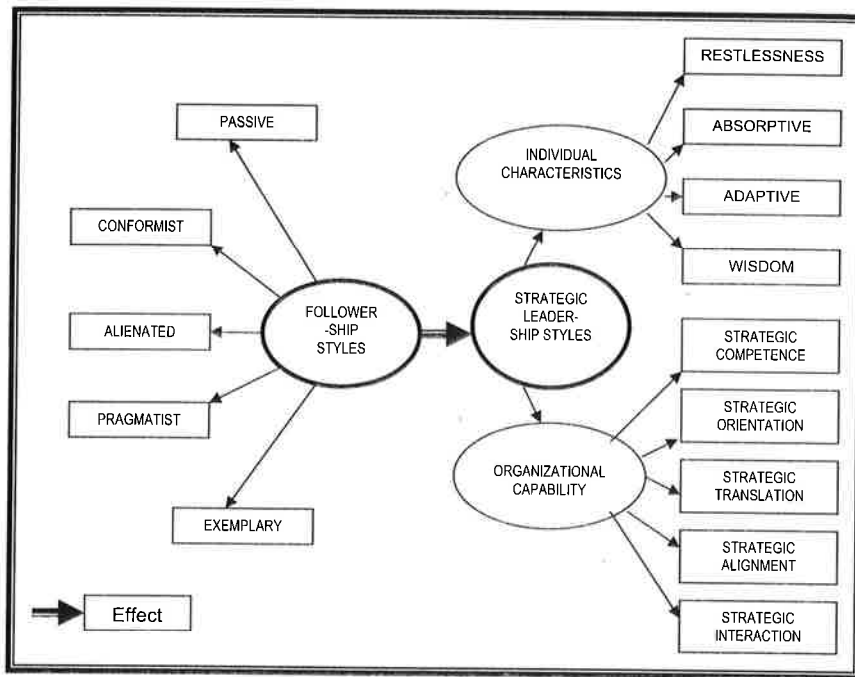 RESTLESSNESS
PASSIVE
ABSORPTIVE
INDIVIDUAL
CHARACTERISTICS
ADAPTIVE
CONFORMIST
WISDOM
FOLLOWER
-SHIP
STYLES
STRATEGIC
LEADER-
SHIP STYLES
ALIENATED
STRATEGIC
COMPETENCE
PRAGMATIST
STRATEGIC
ORIENTATION
ORGANIZATIONAL
CAPABILITY
STRATEGIC
TRANSLATION
EXEMPLARY
STRATEGIC
ALIGNMENT
Effect
STRATEGIC
INTERACTION